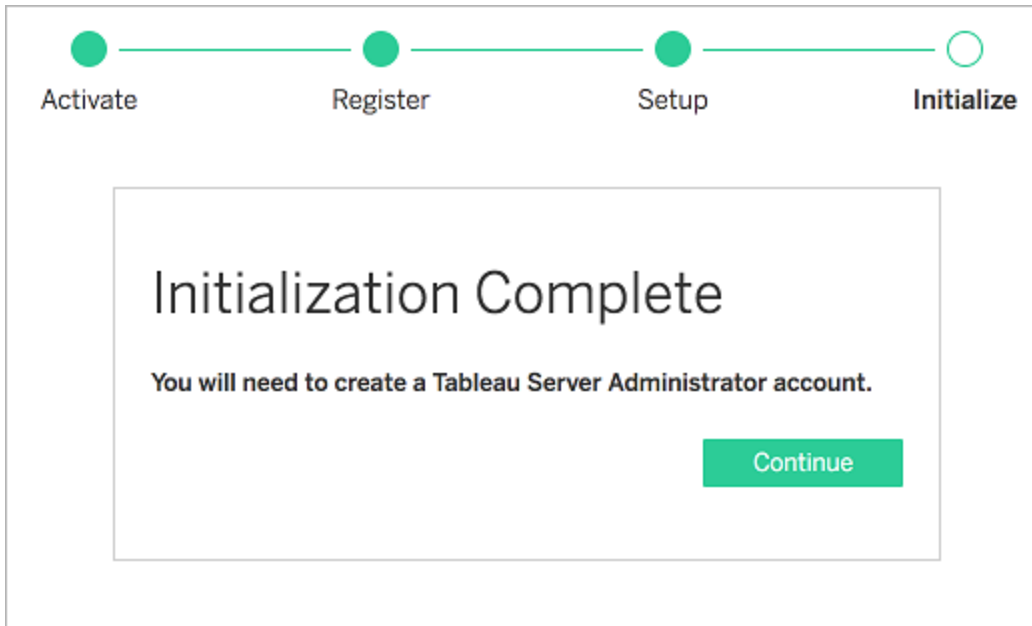 Activate Register Setup Initialize
Initialization Complete
You will need to create a Tableau Server Administrator account.
Continue